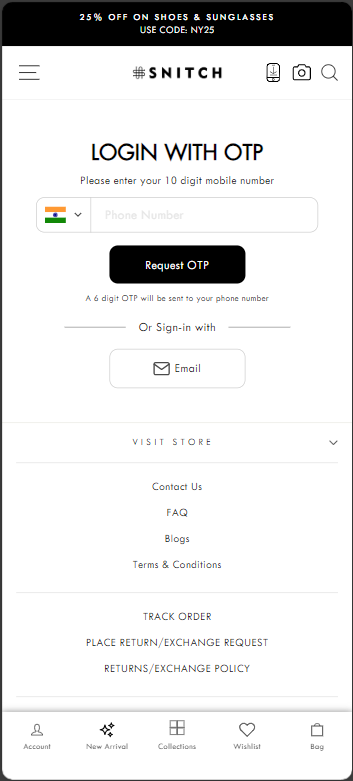 25% OFF ON SHOES & SUNGLASSES
USE CODE: NY25
#SNITCH
LOGIN WITH OTP
Please enter your 10 digit mobile number
Phone Number
Request OTP
A 6 digit OTP will be sent to your phone number
Or Sign-in with
Email
VISIT STORE
Contact Us
FAQ
Blogs
Terms & Conditions
TRACK ORDER
PLACE RETURN/EXCHANGE REQUEST
RETURNS/EXCHANGE POLICY
Account New Arrival Collections Wishlist Bag